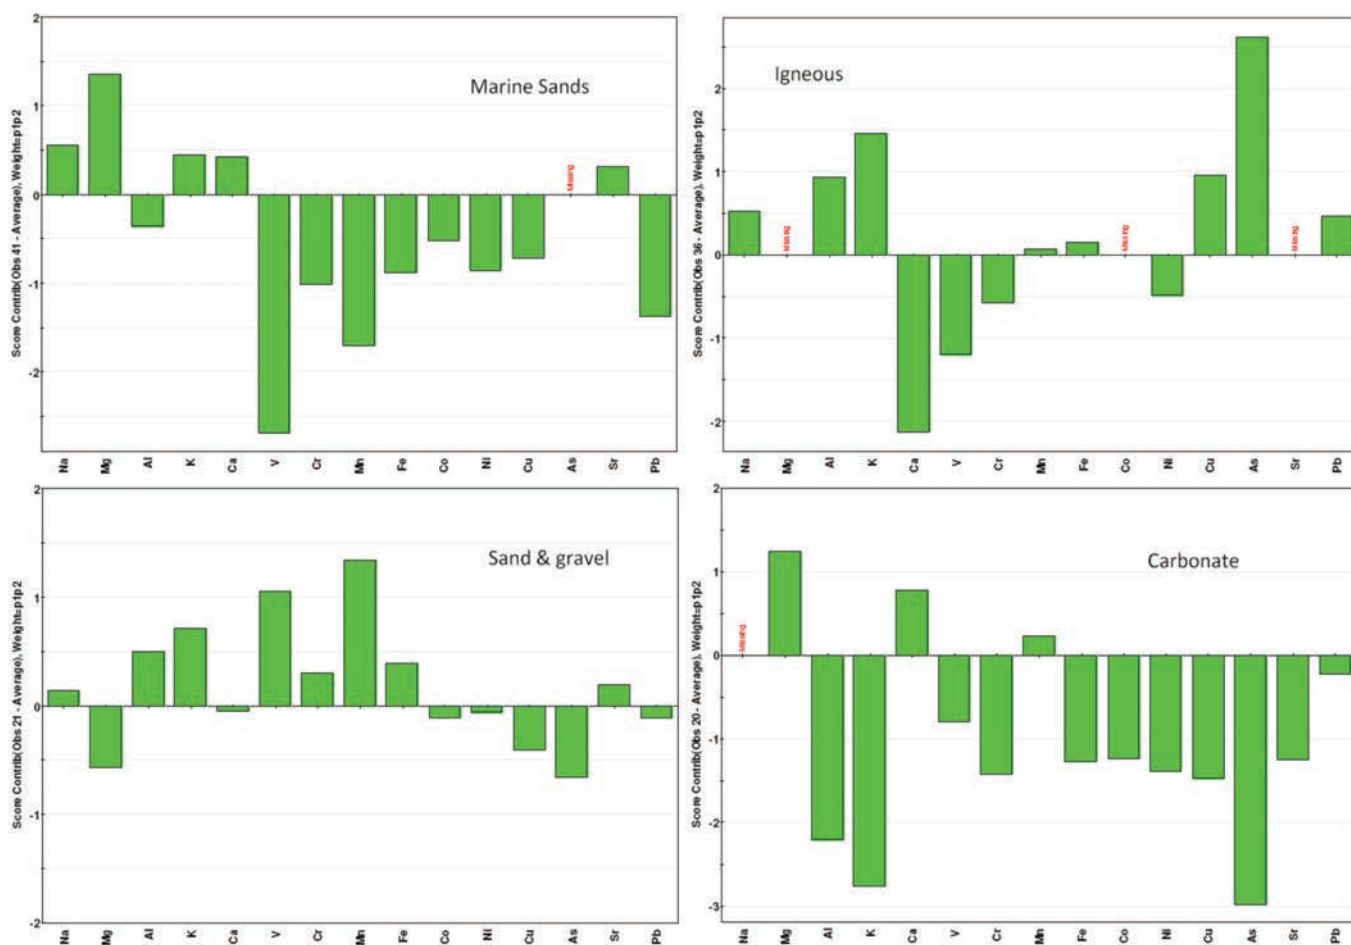 Score Contrib(Obs 41 - Average), Weight=p1p2
2
1
0
-1
-2
Marine Sands
Missing
Na Mg Al K Ca V Cr Mn Fe Co Ni Cu As Sr Pb
Score Contrib(Obs 36 - Average), Weight=p1p2
2
1
0
-1
-2
Igneous
Missing
Missing
Missing
Na Mg Al K Ca V Cr Mn Fe Co Ni Cu As Sr Pb
Score Contrib(Obs 21 - Average), Weight=p1p2
2
1
0
-1
-2
Sand & gravel
Na Mg Al K Ca V Cr Mn Fe Co Ni Cu As Sr Pb
Score Contrib(Obs 20 - Average), Weight=p1p2
2
1
0
-1
-2
-3
Carbonate
Missing
Na Mg Al K Ca V Cr Mn Fe Co Ni Cu As Sr Pb